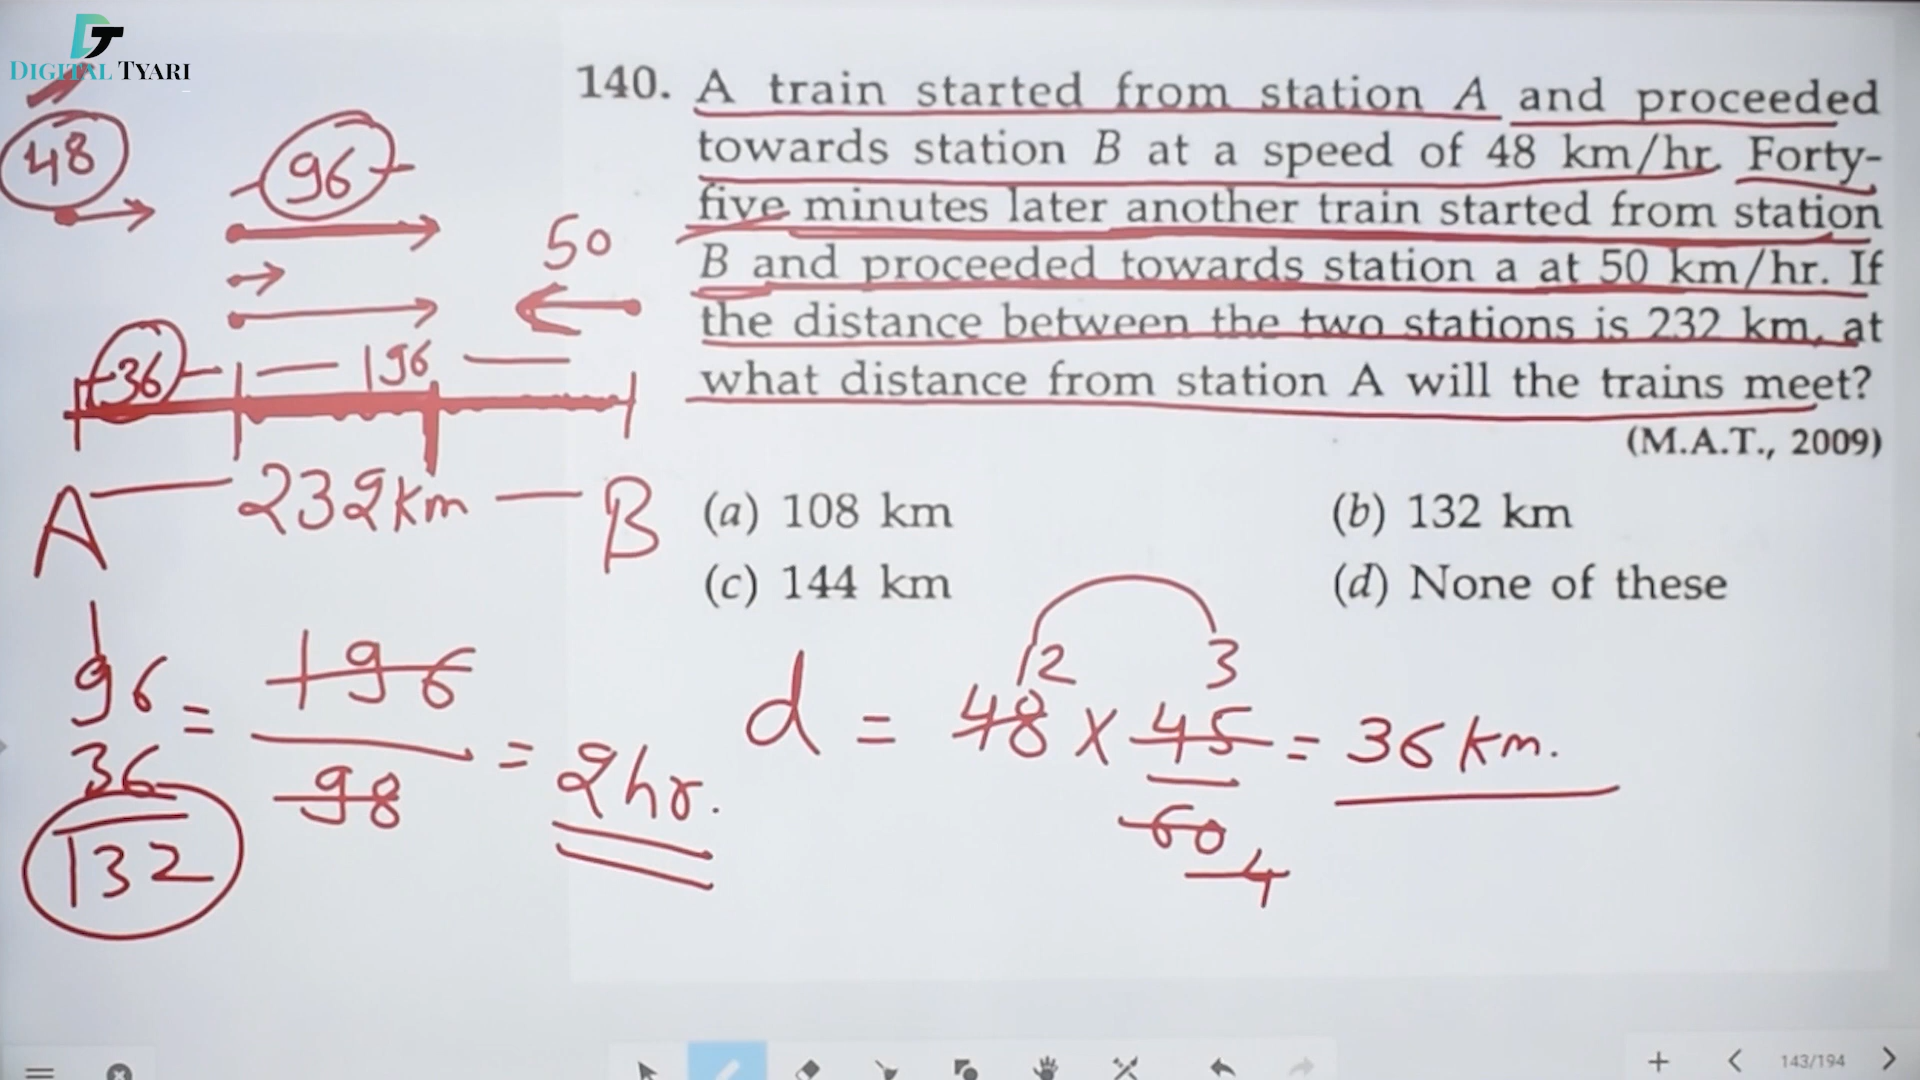 DIGITAL TYARI
140. A train started from station A and proceeded
towards station B at a speed of 48 km/hr. Forty-
five minutes later another train started from station
B and proceeded towards station a at 50 km/hr. If
the distance between the two stations is 232 km, at
what distance from station A will the trains meet?
(M.A.T., 2009)
(a) 108 km (b) 132 km
(c) 144 km (d) None of these
48
96
50
36 196
A 232 km B
1
96
36
132
= 196
98
= 2hr.
12 3
d = 48 x 45 = 36 km.
60 4
143/194